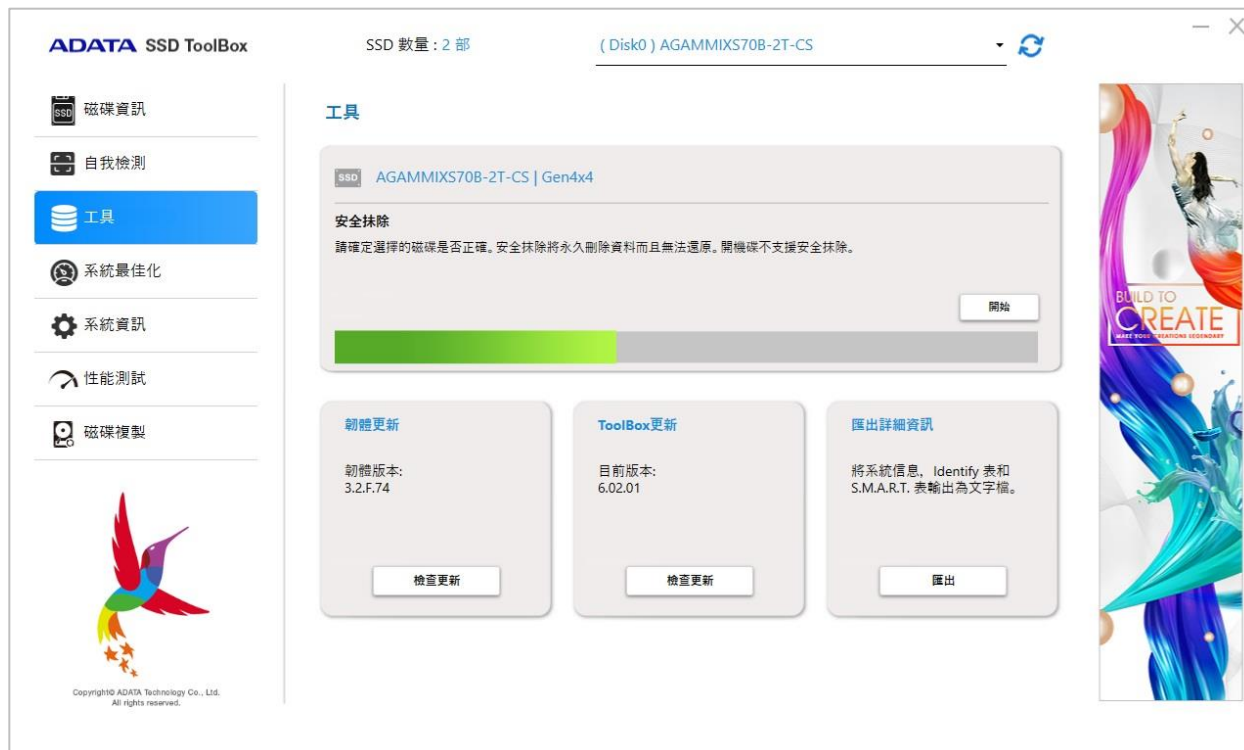 ADATA SSD ToolBox
SSD 數量 : 2 部
( Disk0 ) AGAMMIXS70B-2T-CS
SSD 磁碟資訊
自我檢測
工具
系統最佳化
系統資訊
性能測試
磁碟複製
Copyright© ADATA Technology Co., Ltd.
All rights reserved.
工具
SSD AGAMMIXS70B-2T-CS | Gen4x4
安全抹除
請確定選擇的磁碟是否正確。安全抹除將永久刪除資料而且無法還原。開機碟不支援安全抹除。
開始
韌體更新
韌體版本:
3.2.F.74
檢查更新
ToolBox更新
目前版本:
6.02.01
檢查更新
匯出詳細資訊
將系統信息，Identify 表和
S.M.A.R.T. 表輸出為文字檔。
匯出
BUILD TO
CREATE
MAKE YOUR CREATIONS LEGENDARY